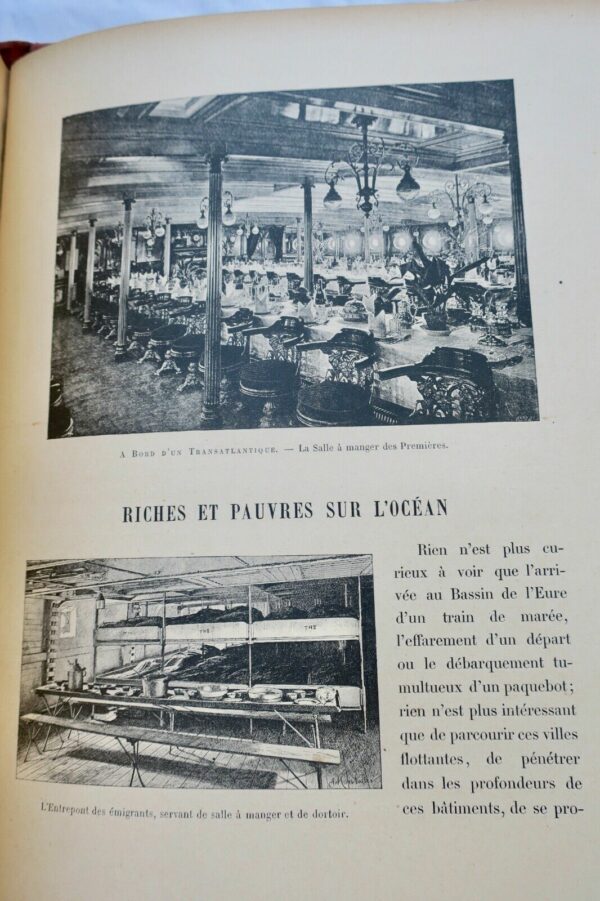 A BORD D'UN TRANSATLANTIQUE. — La Salle à manger des Premières.
RICHES ET PAUVRES SUR L'OCÉAN
THE THE
L'Entrepont des émigrants, servant de salle à manger et de dortoir.
Rien n'est plus cu-
rieux à voir que l'arri-
vée au Bassin de l'Eure
d'un train de marée,
l'effarement d'un départ
ou le débarquement tu-
multueux d'un paquebot;
rien n'est plus intéressant
que de parcourir ces villes
flottantes, de pénétrer
dans les profondeurs de
ces bâtiments, de se pro-